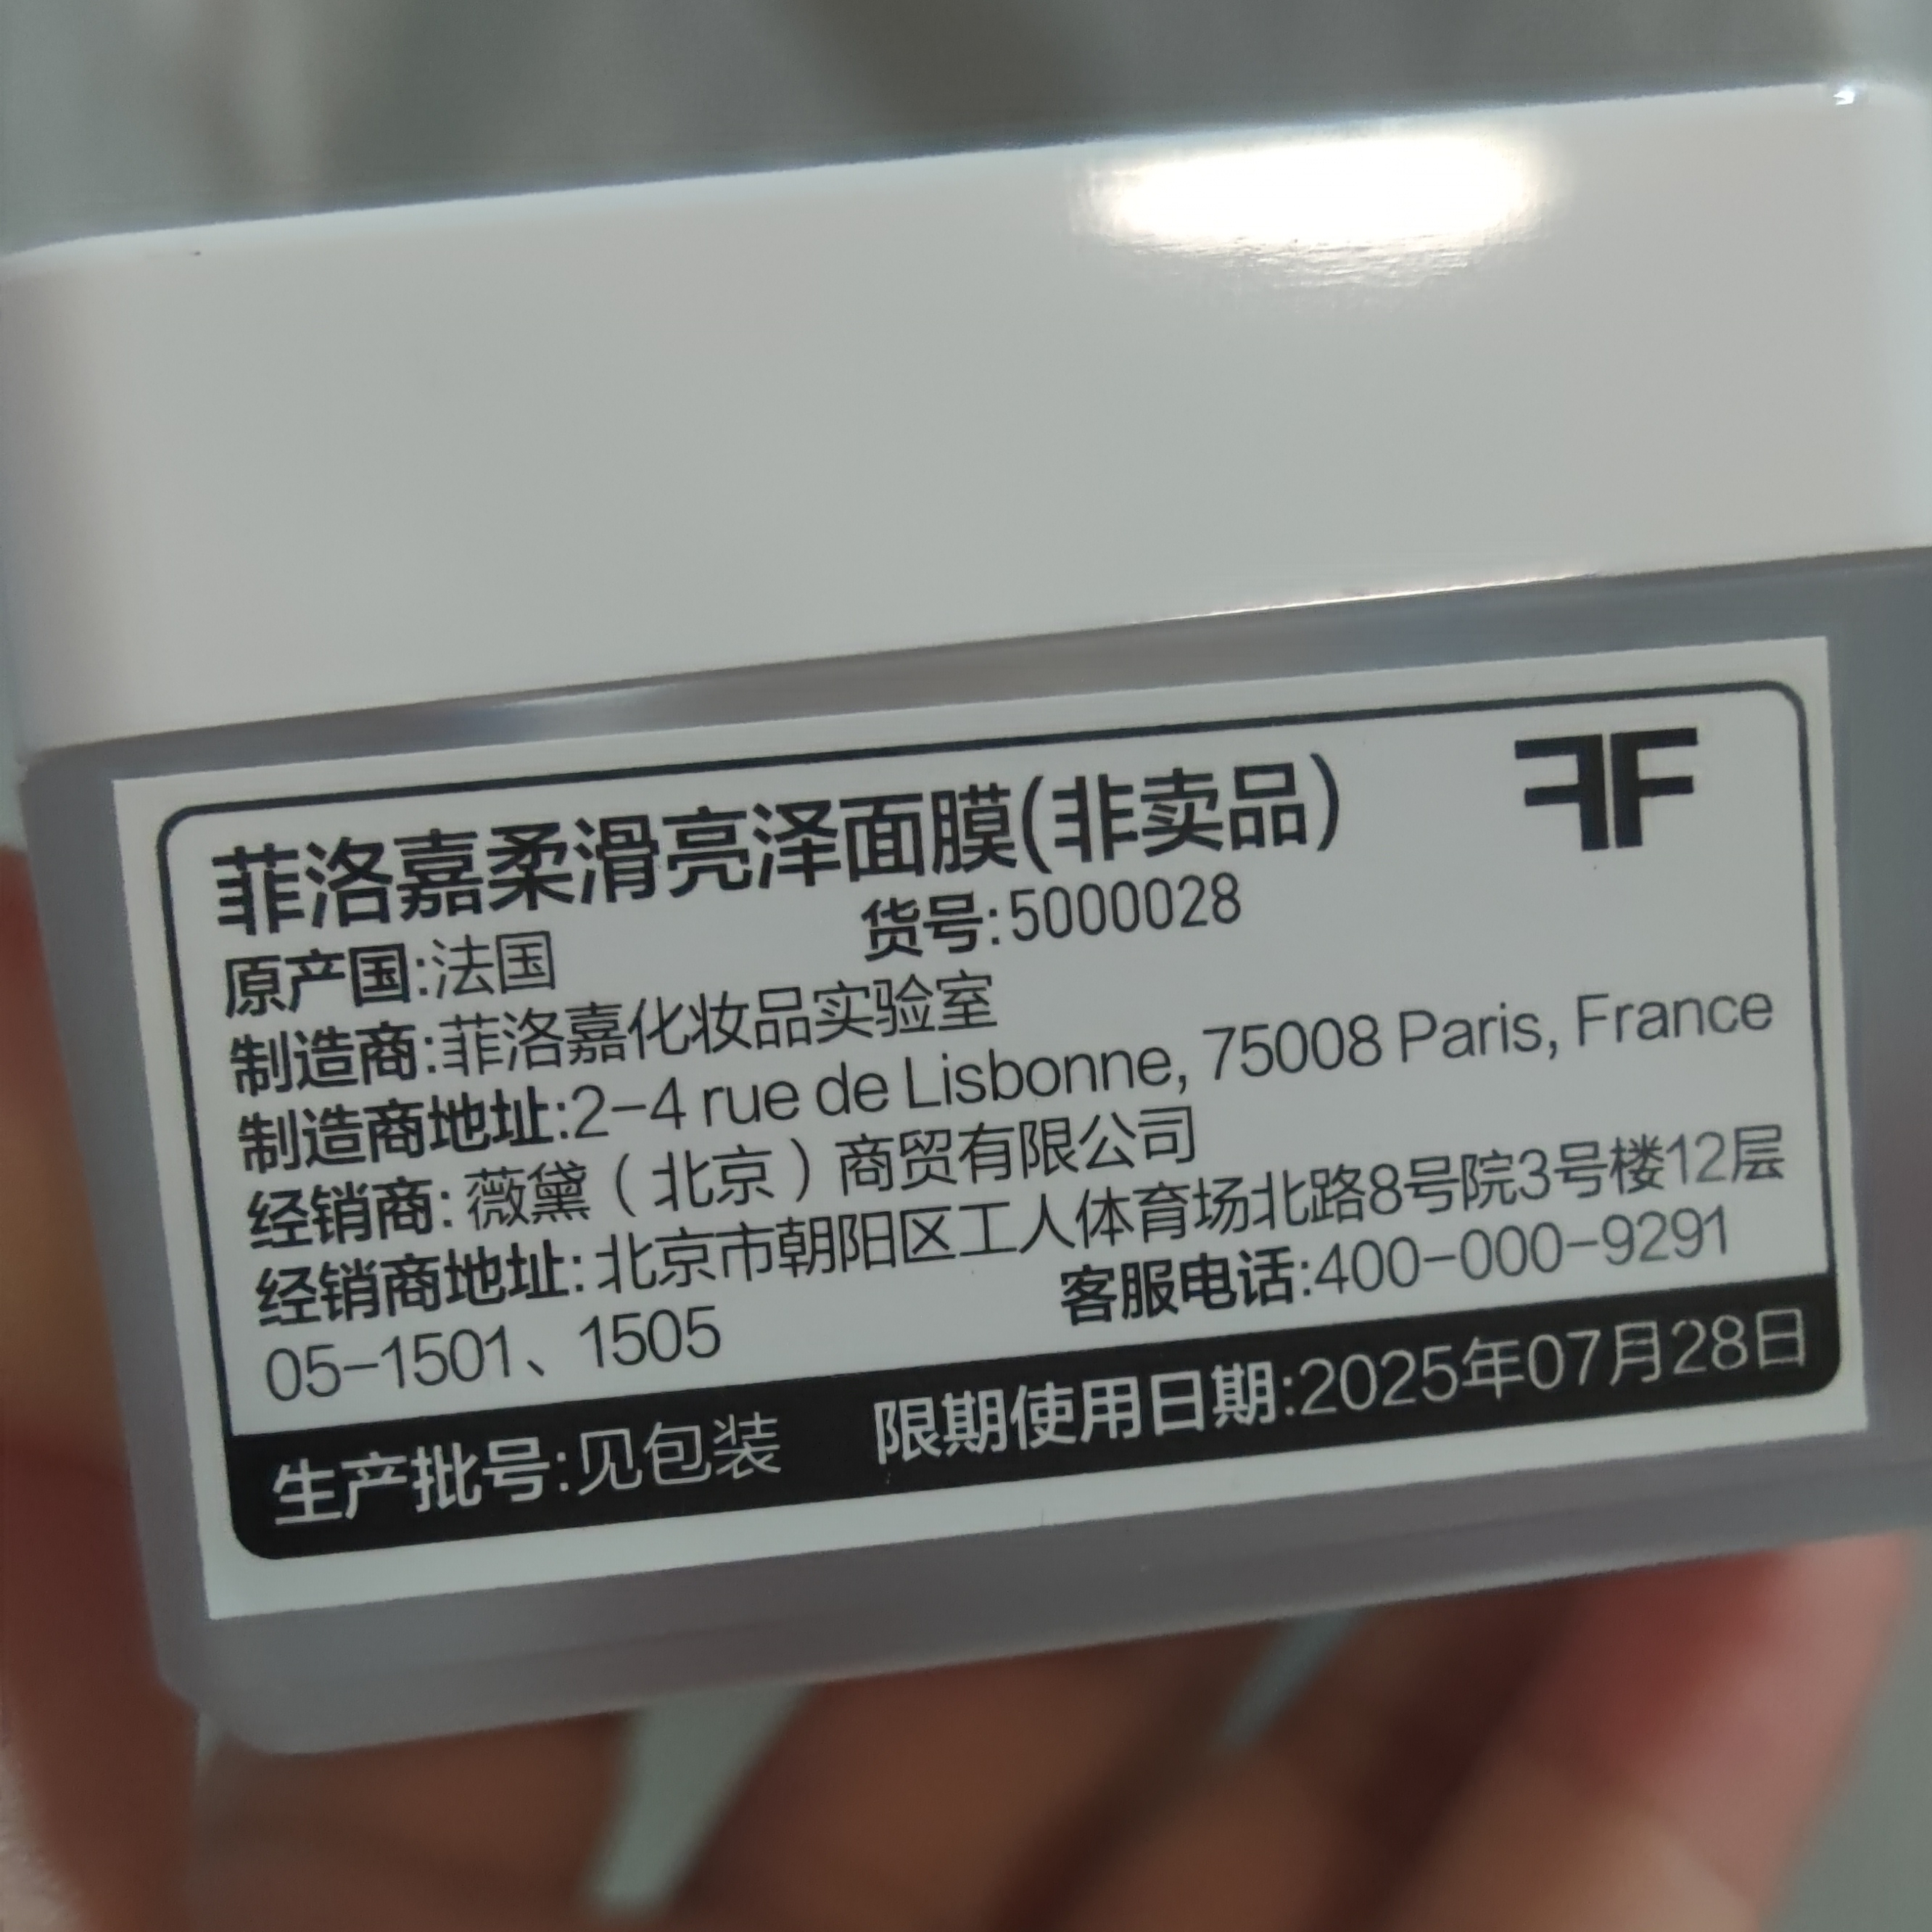 菲洛嘉柔滑亮泽面膜(非卖品)
原产国:法国 货号:5000028
制造商:菲洛嘉化妆品实验室
制造商地址:2-4 rue de Lisbonne, 75008 Paris, France
经销商:薇黛（北京）商贸有限公司
经销商地址:北京市朝阳区工人体育场北路8号院3号楼12层
05-1501、1505 客服电话:400-000-9291
生产批号:见包装 限期使用日期:2025年07月28日